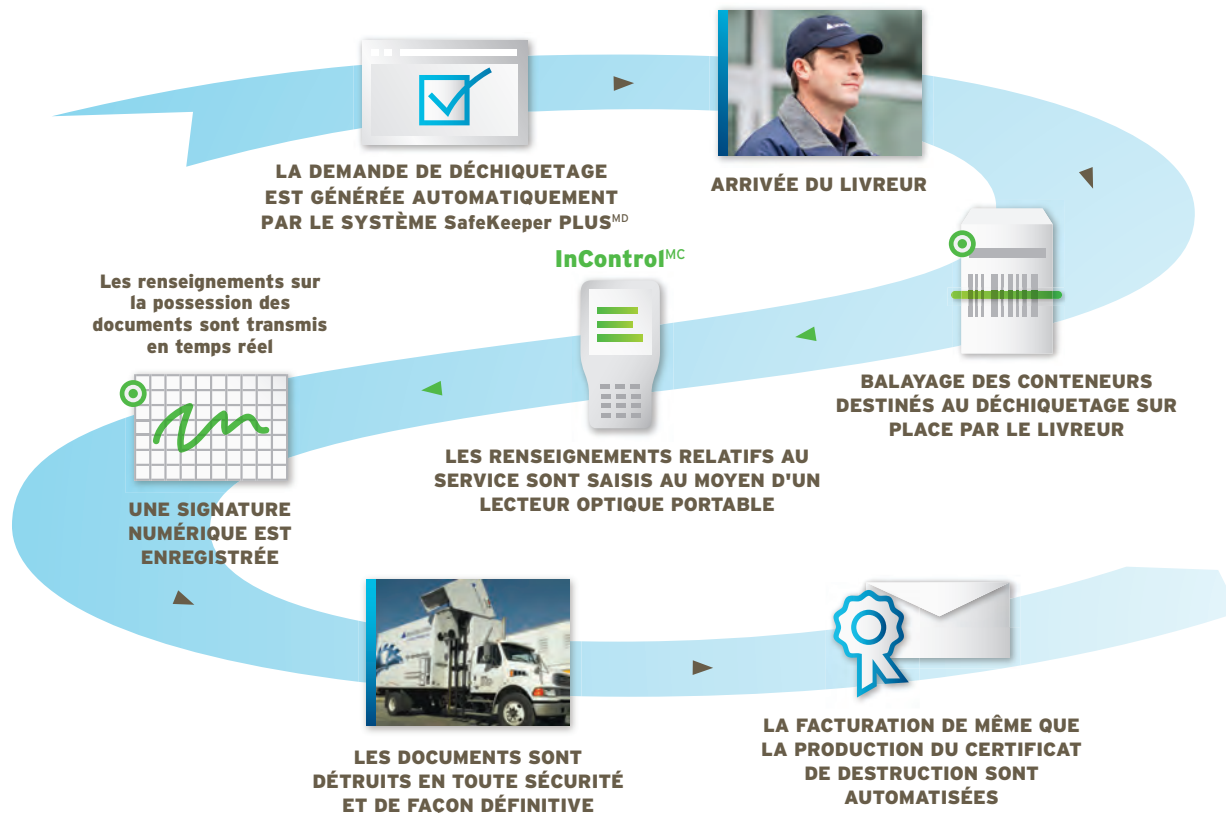 LA DEMANDE DE DÉCHIQUETAGE
EST GÉNÉRÉE AUTOMATIQUEMENT
PAR LE SYSTÈME SafeKeeper PLUS^MD
ARRIVÉE DU LIVREUR
BALAYAGE DES CONTENEURS
DESTINÉS AU DÉCHIQUETAGE SUR
PLACE PAR LE LIVREUR
InControl^MC
LES RENSEIGNEMENTS RELATIFS AU
SERVICE SONT SAISIS AU MOYEN D'UN
LECTEUR OPTIQUE PORTABLE
Les renseignements sur
la possession des
documents sont transmis
en temps réel
UNE SIGNATURE
NUMÉRIQUE EST
ENREGISTRÉE
LES DOCUMENTS SONT
DÉTRUITS EN TOUTE SÉCURITÉ
ET DE FAÇON DÉFINITIVE
LA FACTURATION DE MÊME QUE
LA PRODUCTION DU CERTIFICAT
DE DESTRUCTION SONT
AUTOMATISÉES